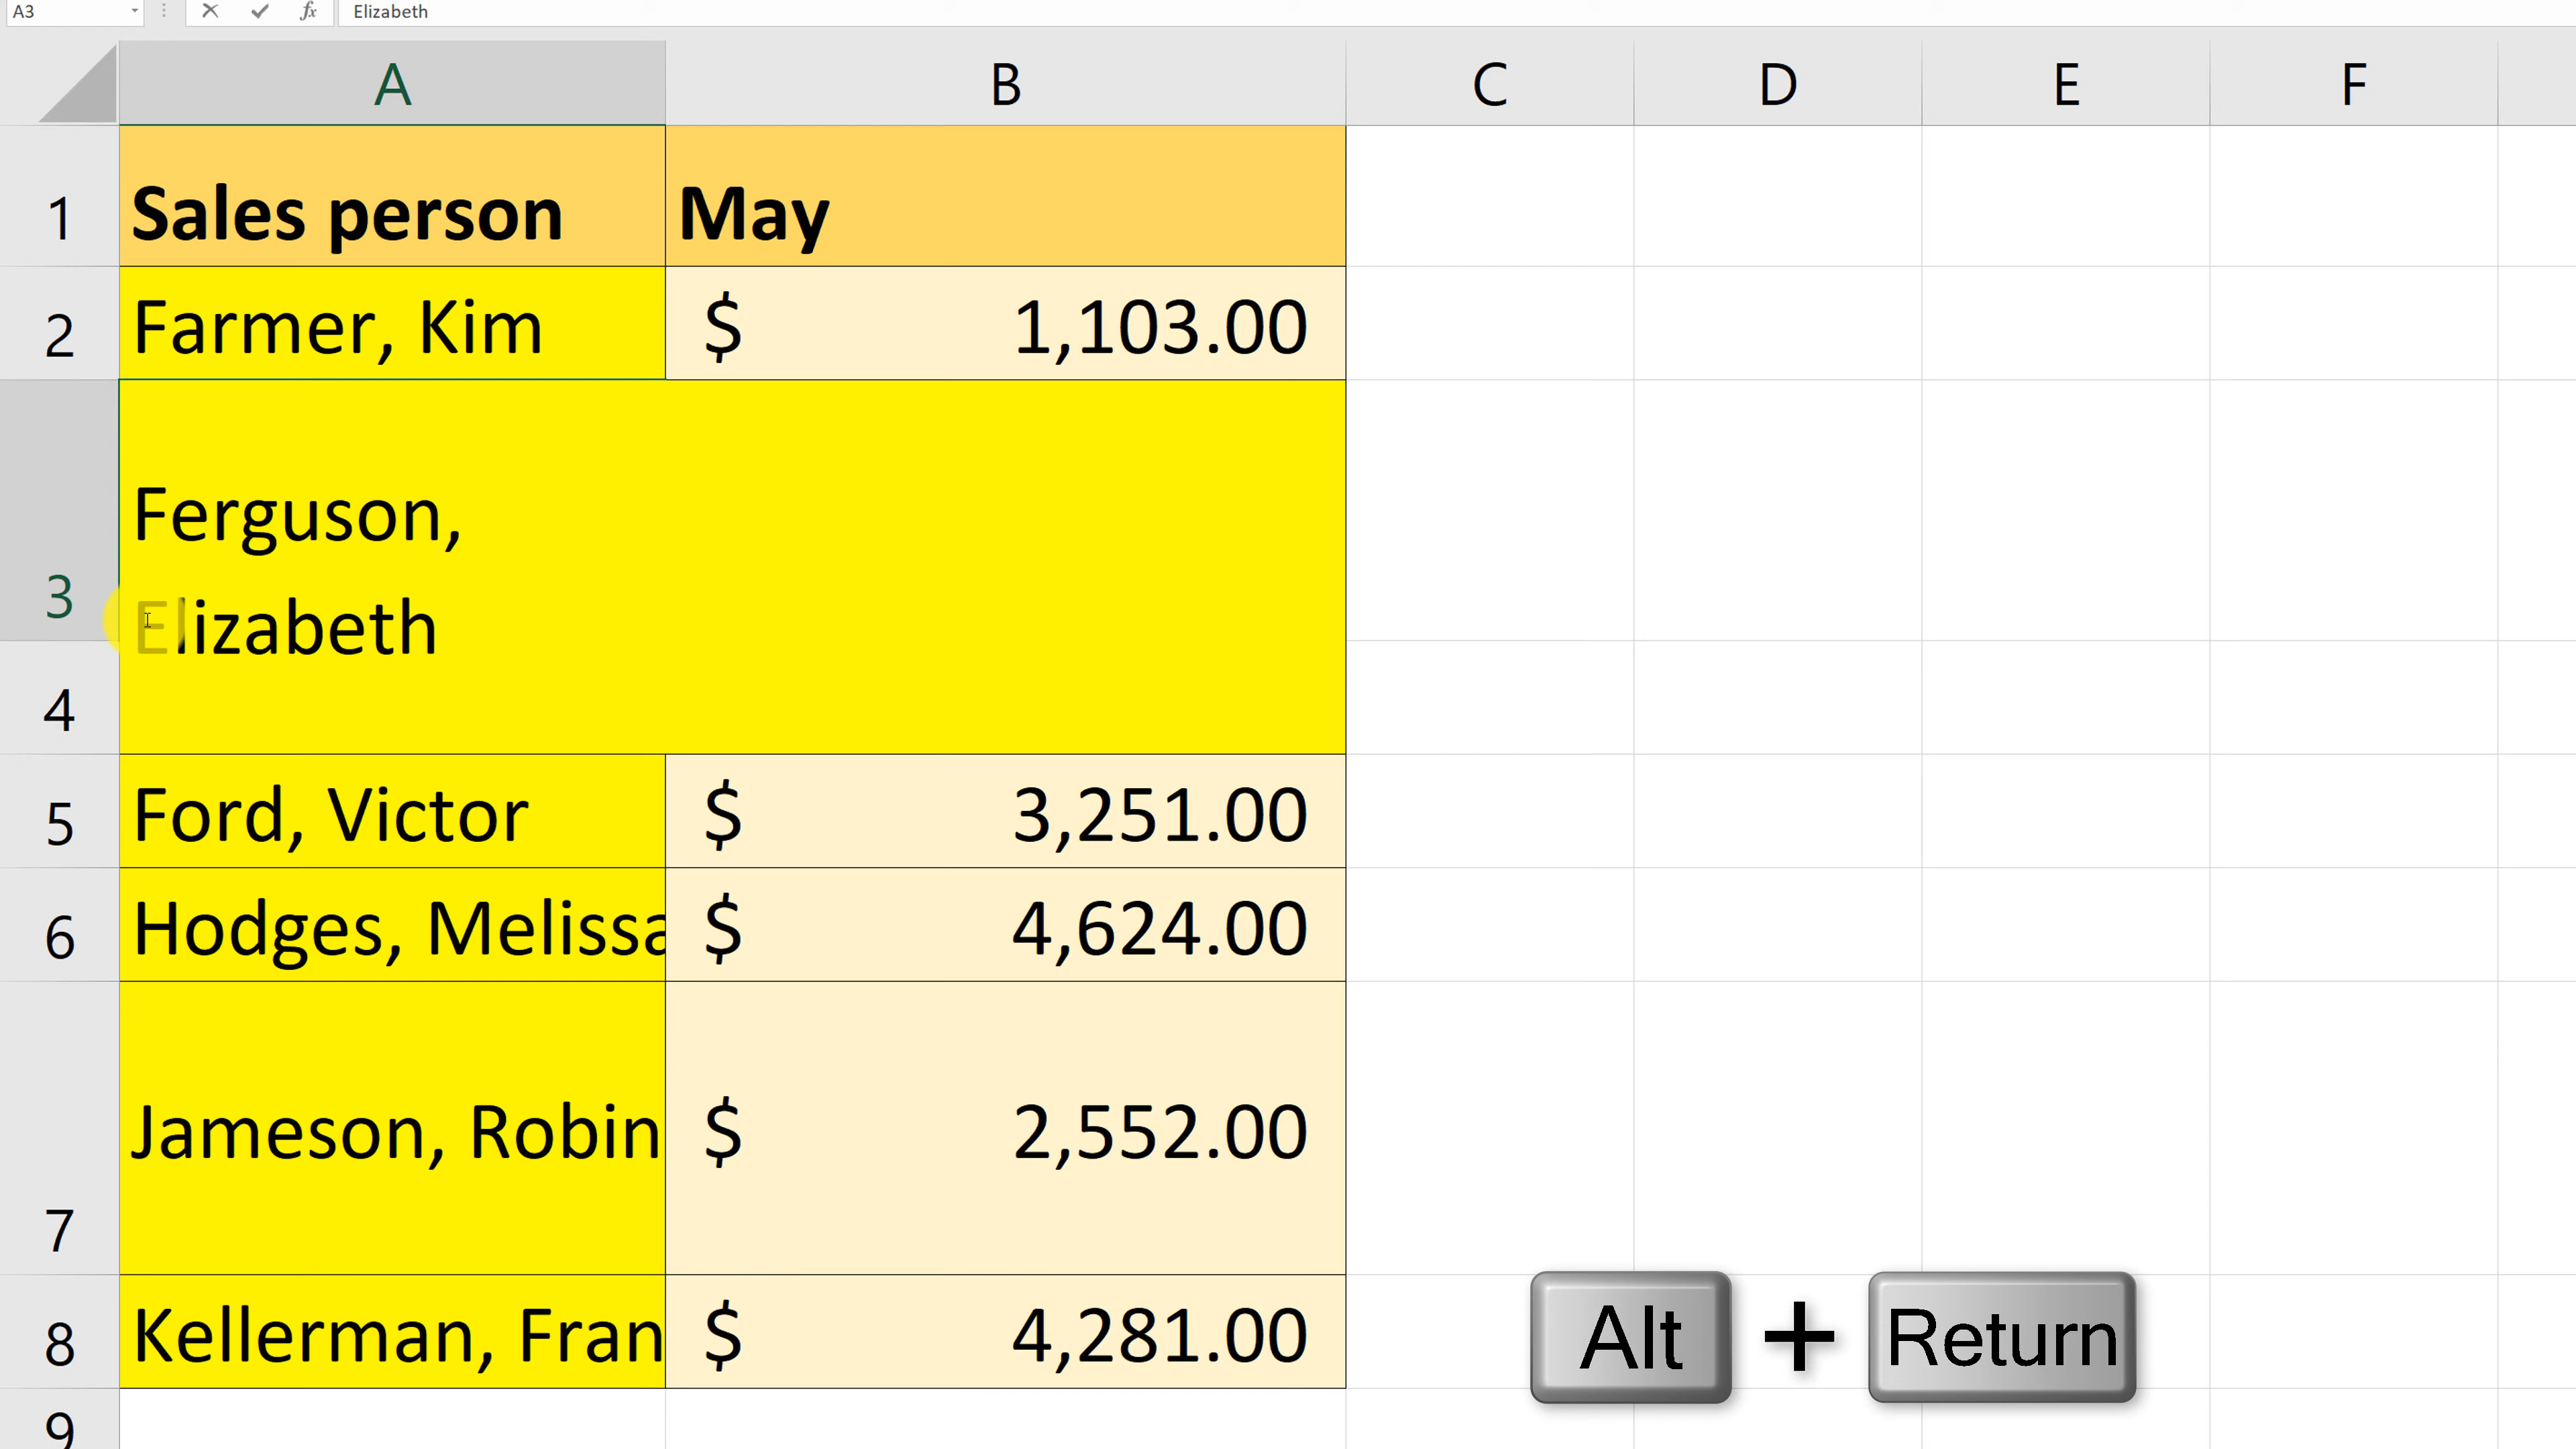 A3 fx Elizabeth
A B C D E F
1 Sales person May
2 Farmer, Kim $ 1,103.00
Ferguson,
3 Elizabeth
4
5 Ford, Victor $ 3,251.00
6 Hodges, Melissa $ 4,624.00
7 Jameson, Robin $ 2,552.00
8 Kellerman, Fran $ 4,281.00
Alt + Return
9